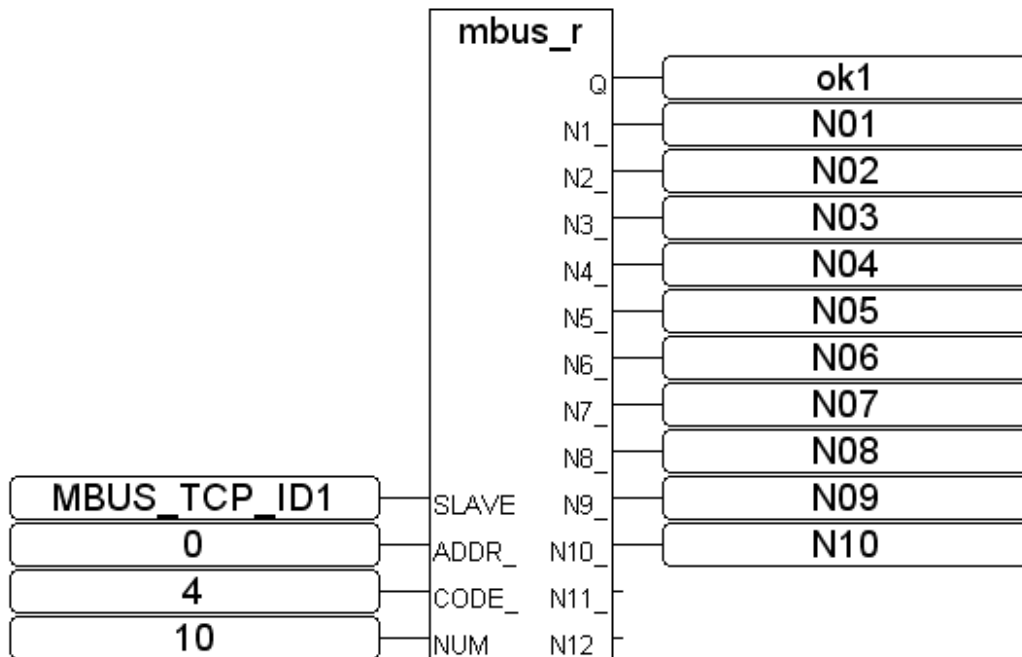 mbus_r
Q ok1
N1_ N01
N2_ N02
N3_ N03
N4_ N04
N5_ N05
N6_ N06
N7_ N07
N8_ N08
MBUS_TCP_ID1 SLAVE N9_ N09
0 ADDR_ N10_ N10
4 CODE_ N11_
10 NUM N12